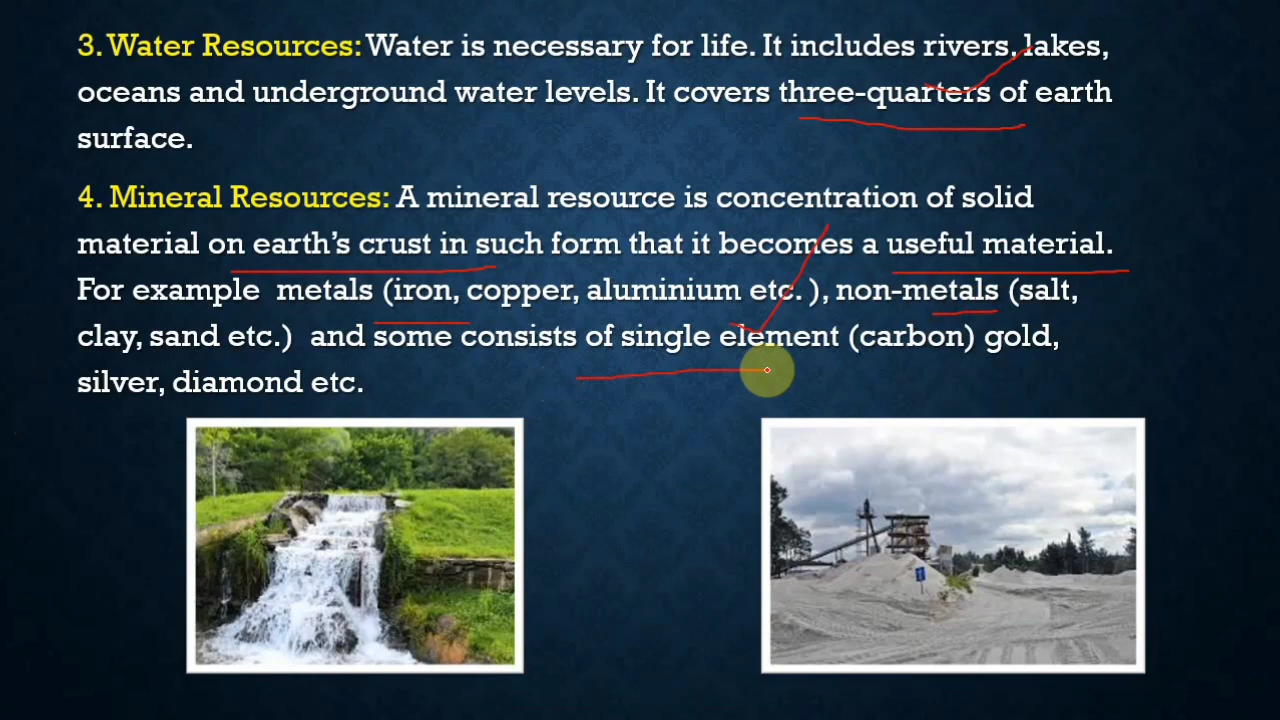 3. Water Resources: Water is necessary for life. It includes rivers, lakes,
oceans and underground water levels. It covers three-quarters of earth
surface.
4. Mineral Resources: A mineral resource is concentration of solid
material on earth's crust in such form that it becomes a useful material.
For example metals (iron, copper, aluminium etc. ), non-metals (salt,
clay, sand etc.) and some consists of single element (carbon) gold,
silver, diamond etc.